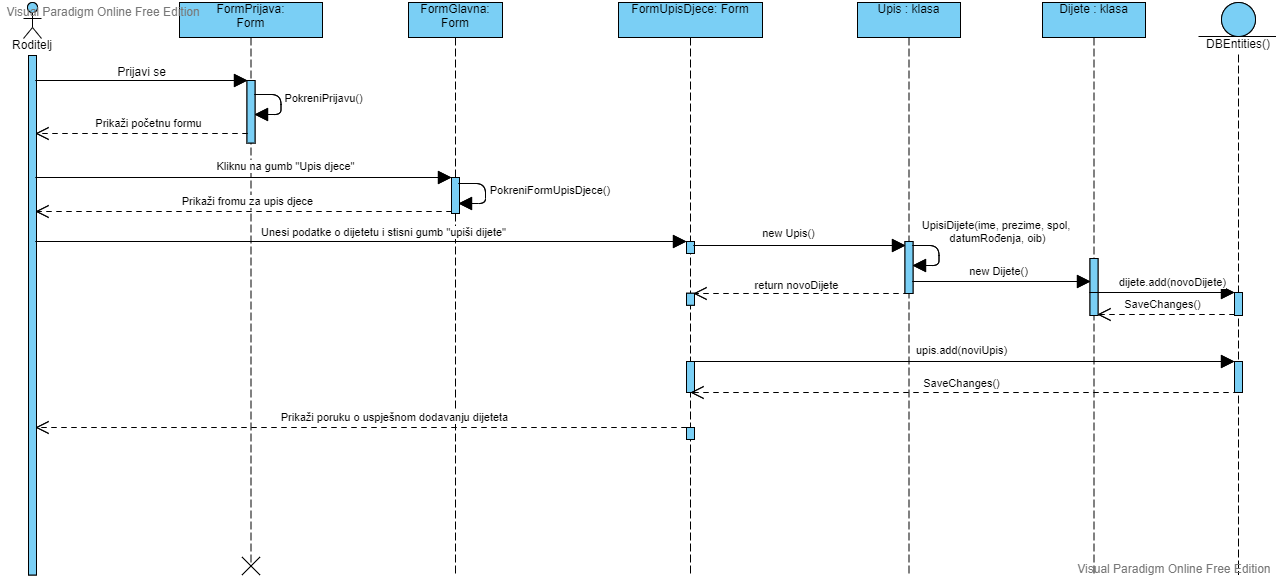 Visual Paradigm Online Free Edition
Roditelj
FormPrijava:
Form
FormGlavna:
Form
FormUpisDjece: Form
Upis : klasa
Dijete : klasa
DBEntities()
Prijavi se
PokreniPrijavu()
Prikaži početnu formu
Kliknu na gumb "Upis djece"
PokreniFormUpisDjece()
Prikaži fromu za upis djece
Unesi podatke o dijetetu i stisni gumb "upiši dijete"
new Upis()
UpisiDijete(ime, prezime, spol,
datumRođenja, oib)
new Dijete()
dijete.add(novoDijete)
return novoDijete
SaveChanges()
upis.add(noviUpis)
SaveChanges()
Prikaži poruku o uspješnom dodavanju dijeteta
Visual Paradigm Online Free Edition